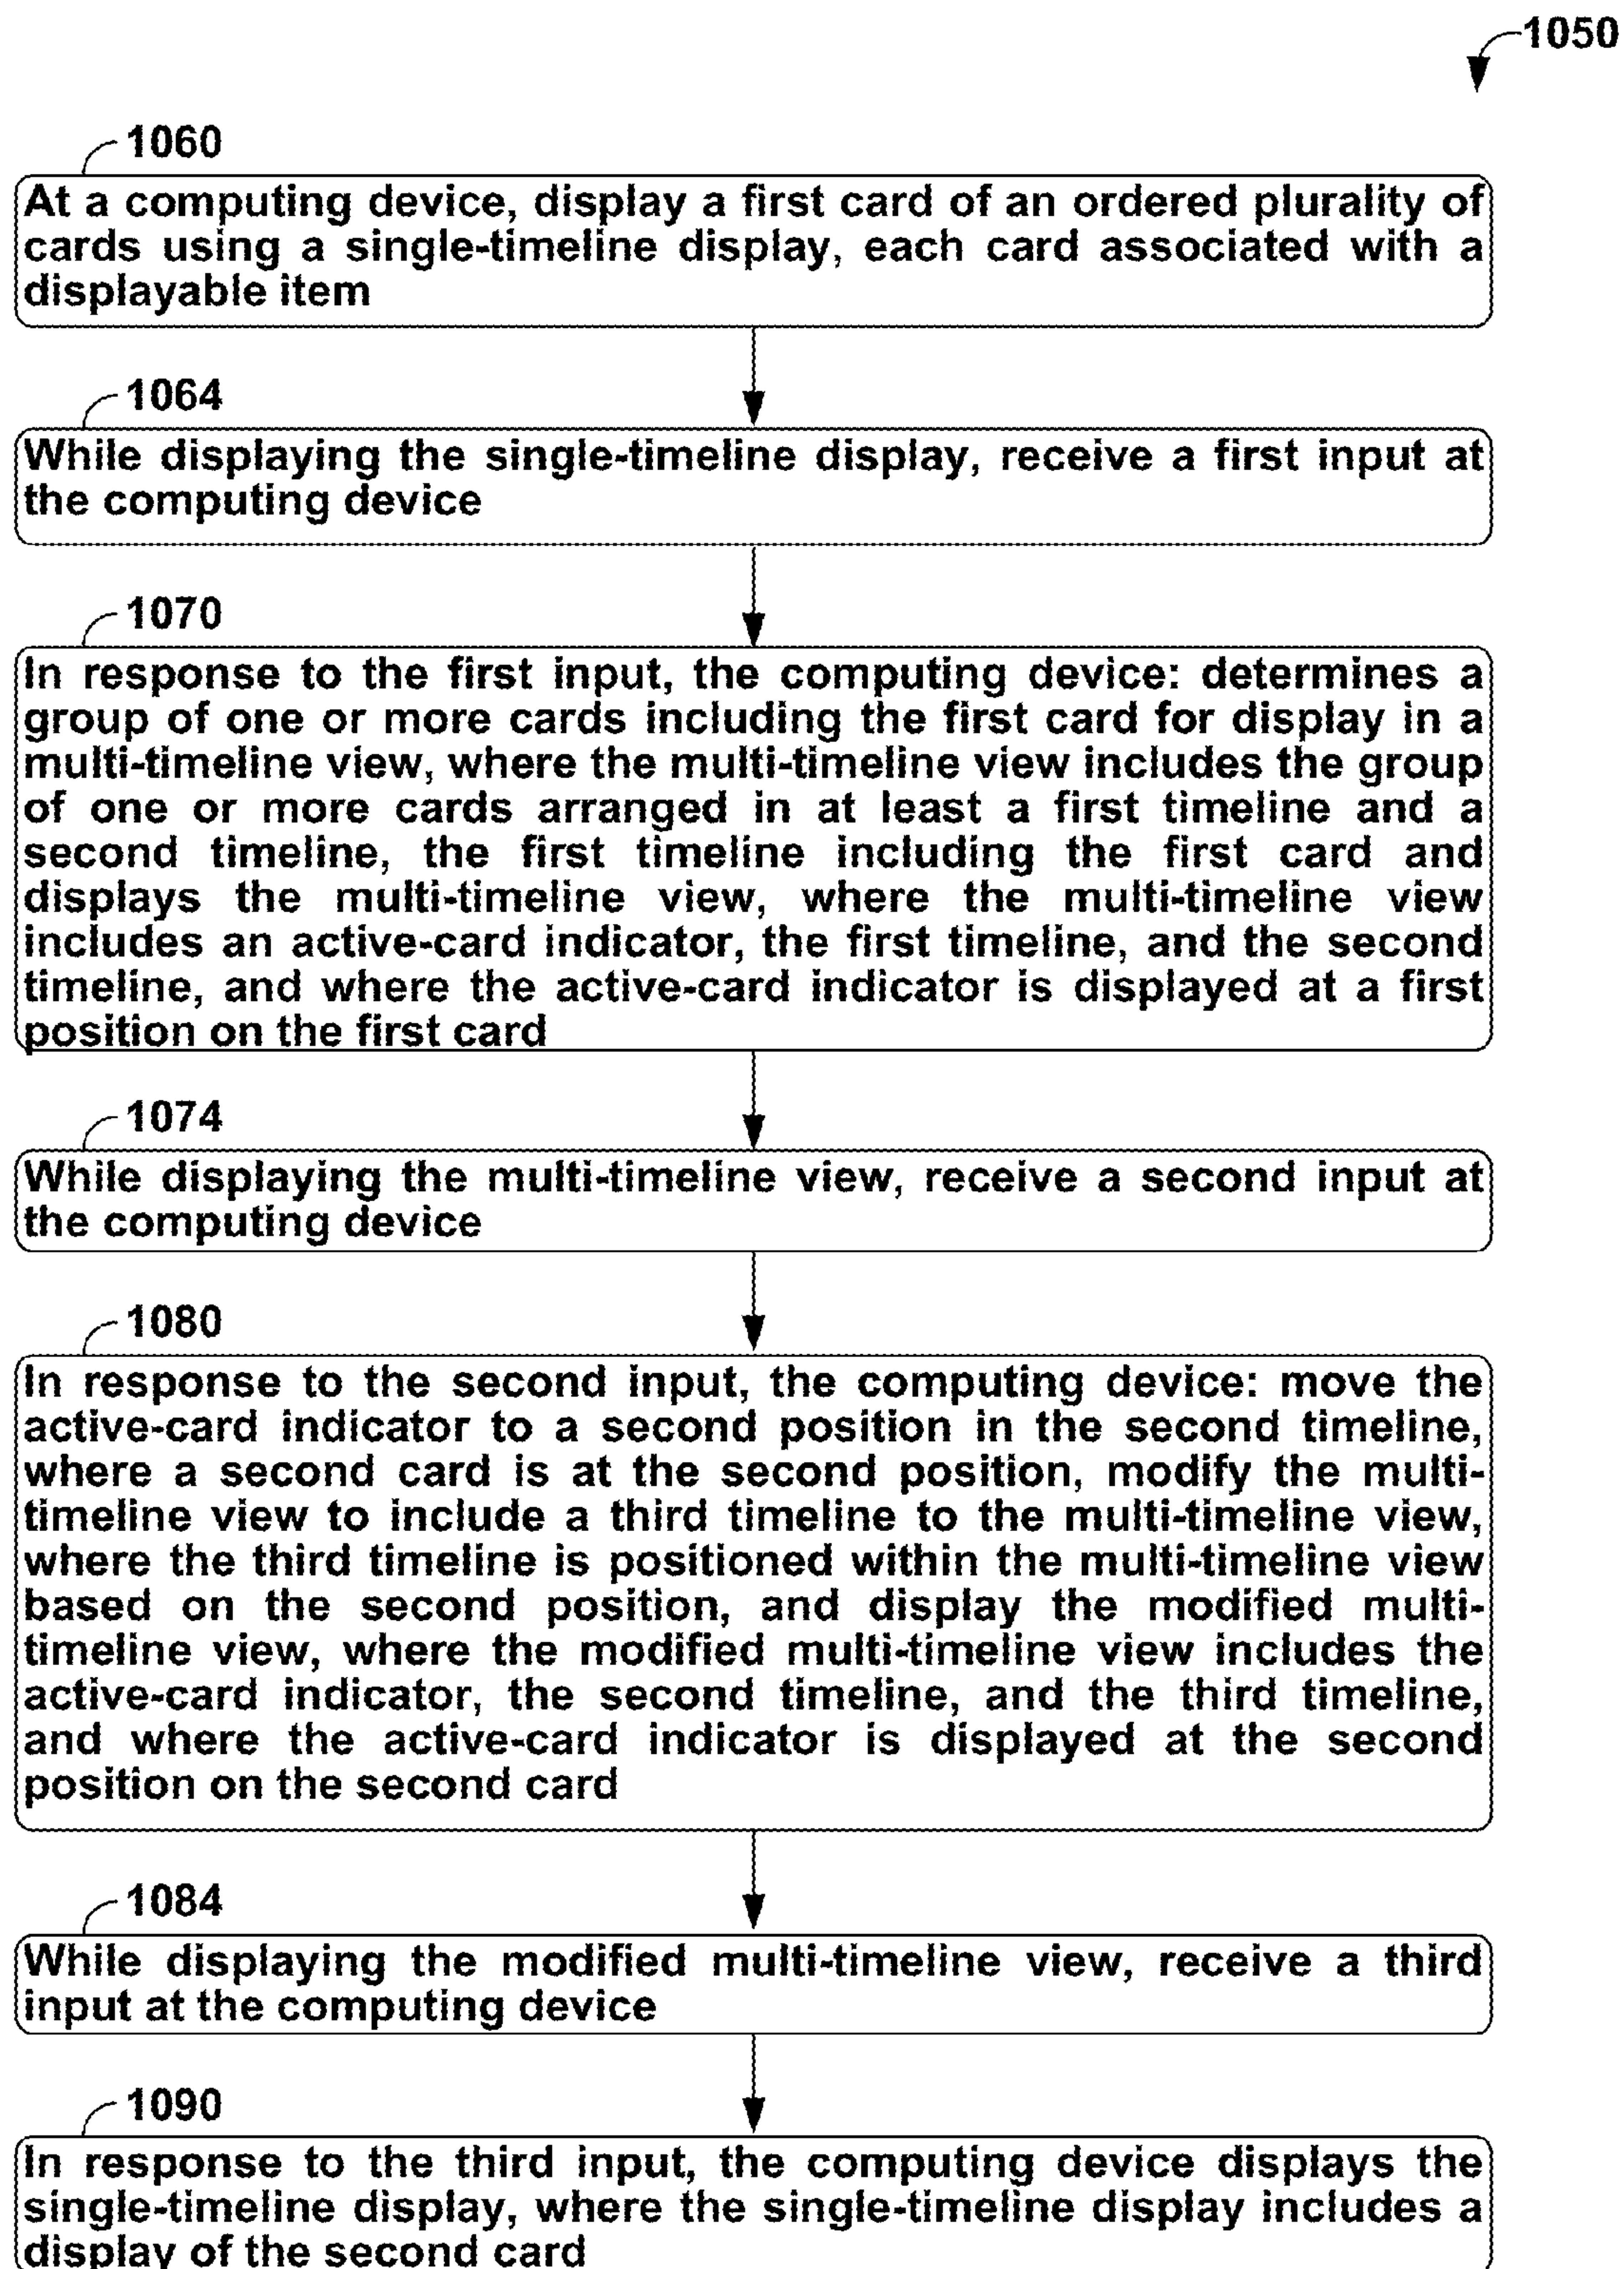 1050
1060
At a computing device, display a first card of an ordered plurality of
cards using a single-timeline display, each card associated with a
displayable item
1064
While displaying the single-timeline display, receive a first input at
the computing device
1070
In response to the first input, the computing device: determines a
group of one or more cards including the first card for display in a
multi-timeline view, where the multi-timeline view includes the group
of one or more cards arranged in at least a first timeline and a
second timeline, the first timeline including the first card and
displays the multi-timeline view, where the multi-timeline view
includes an active-card indicator, the first timeline, and the second
timeline, and where the active-card indicator is displayed at a first
position on the first card
1074
While displaying the multi-timeline view, receive a second input at
the computing device
1080
In response to the second input, the computing device: move the
active-card indicator to a second position in the second timeline,
where a second card is at the second position, modify the multi-
timeline view to include a third timeline to the multi-timeline view,
where the third timeline is positioned within the multi-timeline view
based on the second position, and display the modified multi-
timeline view, where the modified multi-timeline view includes the
active-card indicator, the second timeline, and the third timeline,
and where the active-card indicator is displayed at the second
position on the second card
1084
While displaying the modified multi-timeline view, receive a third
input at the computing device
1090
In response to the third input, the computing device displays the
single-timeline display, where the single-timeline display includes a
display of the second card